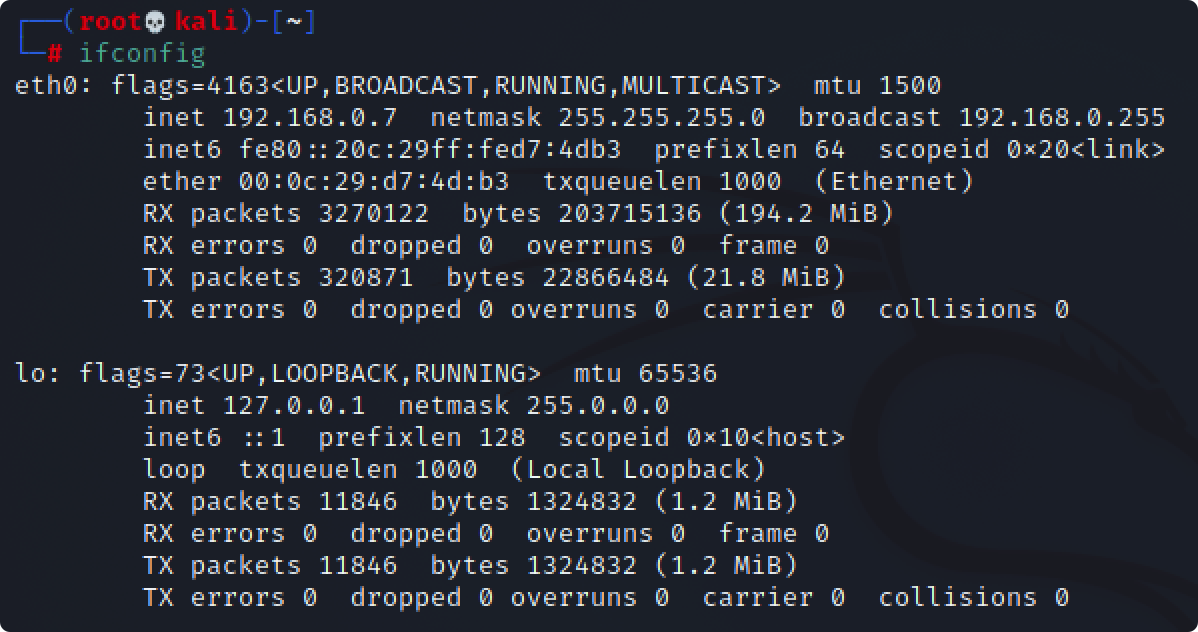 ┌──(root💀kali)-[~]
└─# ifconfig
eth0: flags=4163<UP,BROADCAST,RUNNING,MULTICAST>  mtu 1500
        inet 192.168.0.7  netmask 255.255.255.0  broadcast 192.168.0.255
        inet6 fe80::20c:29ff:fed7:4db3  prefixlen 64  scopeid 0×20<link>
        ether 00:0c:29:d7:4d:b3  txqueuelen 1000  (Ethernet)
        RX packets 3270122  bytes 203715136 (194.2 MiB)
        RX errors 0  dropped 0  overruns 0  frame 0
        TX packets 320871  bytes 22866484 (21.8 MiB)
        TX errors 0  dropped 0 overruns 0  carrier 0  collisions 0

lo: flags=73<UP,LOOPBACK,RUNNING>  mtu 65536
        inet 127.0.0.1  netmask 255.0.0.0
        inet6 ::1  prefixlen 128  scopeid 0×10<host>
        loop  txqueuelen 1000  (Local Loopback)
        RX packets 11846  bytes 1324832 (1.2 MiB)
        RX errors 0  dropped 0  overruns 0  frame 0
        TX packets 11846  bytes 1324832 (1.2 MiB)
        TX errors 0  dropped 0 overruns 0  carrier 0  collisions 0